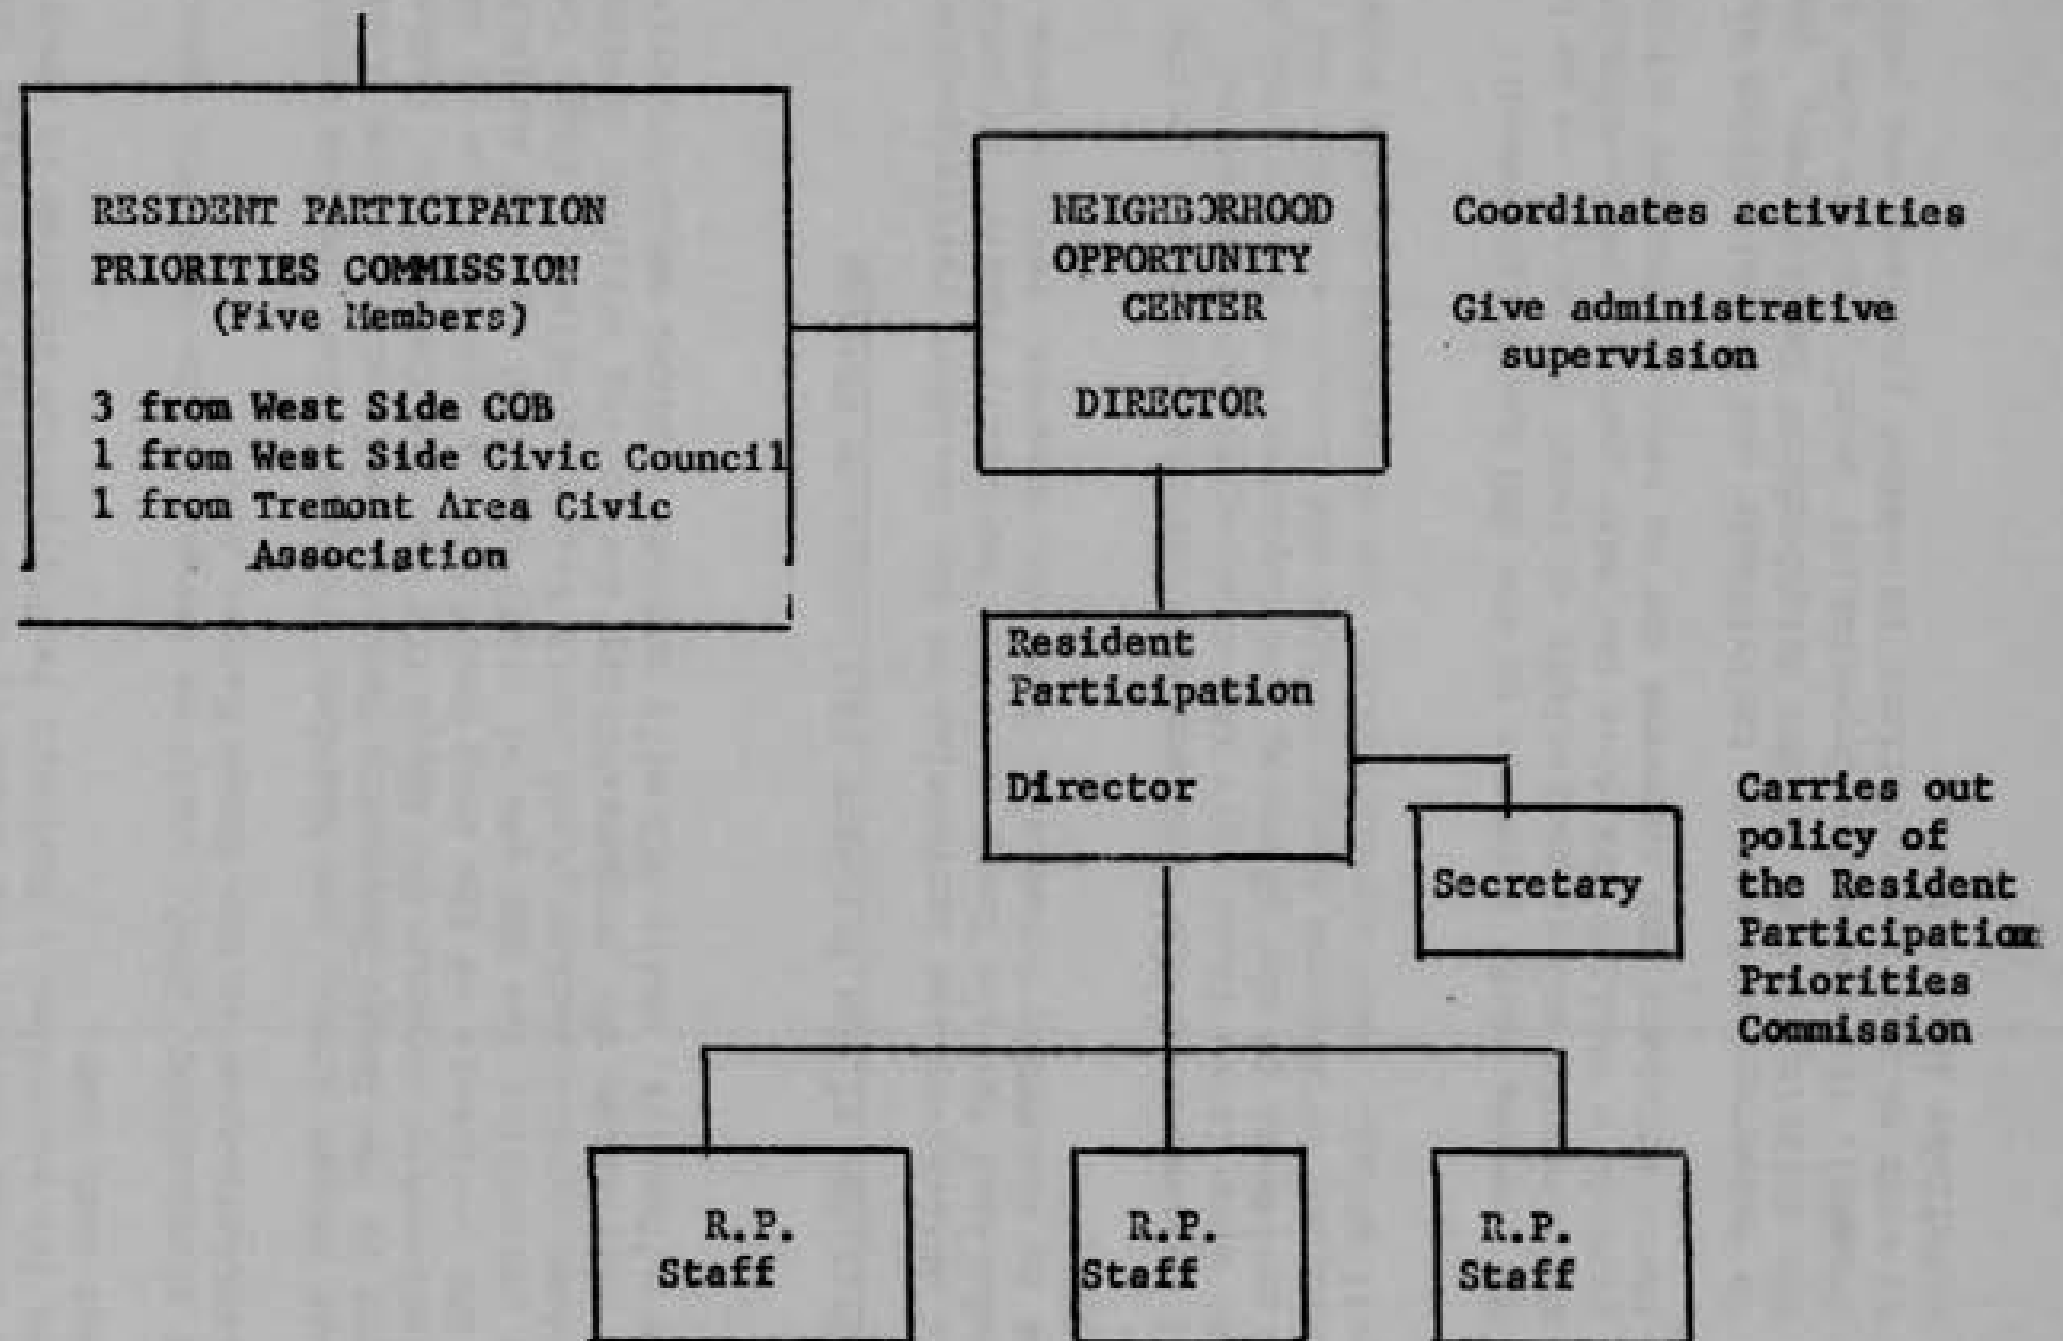 RESIDENT PARTICIPATION
PRIORITIES COMMISSION
(Five Members)
3 from West Side COB
1 from West Side Civic Council
1 from Tremont Area Civic
Association
NEIGHBORHOOD
OPPORTUNITY
CENTER
DIRECTOR
Coordinates activities
Give administrative
supervision
Resident
Participation
Director
Secretary
Carries out
policy of
the Resident
Participation
Priorities
Commission
R.P.
Staff
R.P.
Staff
R.P.
Staff